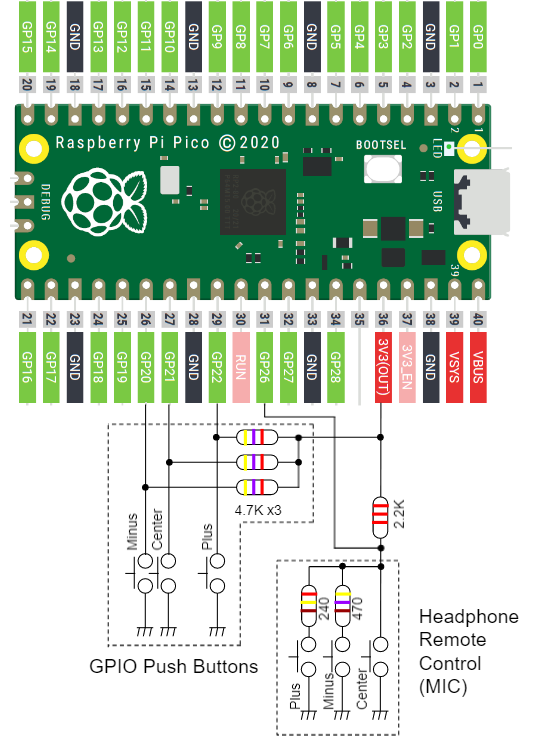 GP15 GP14 GND GP13 GP12 GP11 GP10 GND GP9 GP8 GP7 GP6 GND GP5 GP4 GP3 GP2 GND GP1 GP0
20 19 18 17 16 15 14 13 12 11 10 9 8 7 6 5 4 3 2 1
2 1
Raspberry Pi Pico © 2020
BOOTSEL
LED
DEBUG
USB
39
21 22 23 24 25 26 27 28 29 30 31 32 33 34 35 36 37 38 39 40
GP16 GP17 GND GP18 GP19 GP20 GP21 GND GP22 RUN GP26 GP27 GND GP28 3V3(OUT) 3V3_EN GND VSYS VBUS
4.7K x3
2.2K
Minus
Center
Plus
240
470
GPIO Push Buttons
Plus
Minus
Center
Headphone
Remote
Control
(MIC)